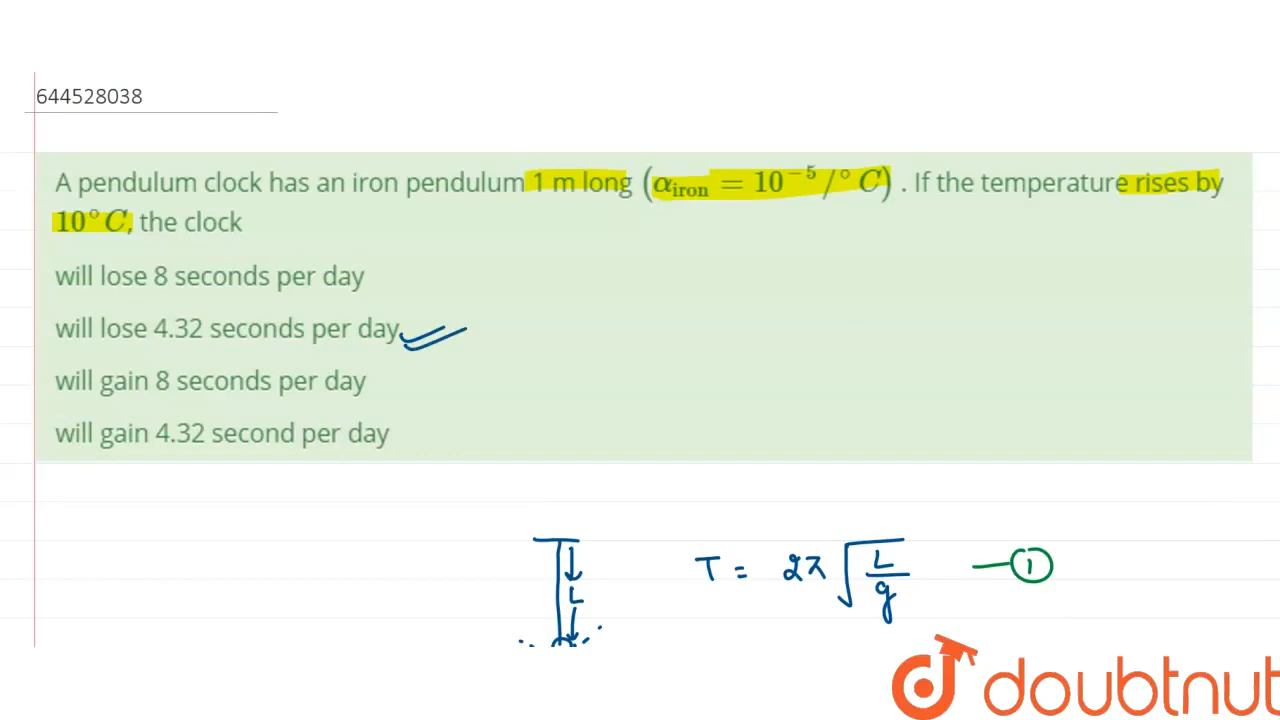 644528038
A pendulum clock has an iron pendulum 1 m long (α_iron = 10⁻⁵/°C) . If the temperature rises by
10°C, the clock
will lose 8 seconds per day
will lose 4.32 seconds per day
will gain 8 seconds per day
will gain 4.32 second per day
L
T = 2π √(L/g) — ①
doubtnut